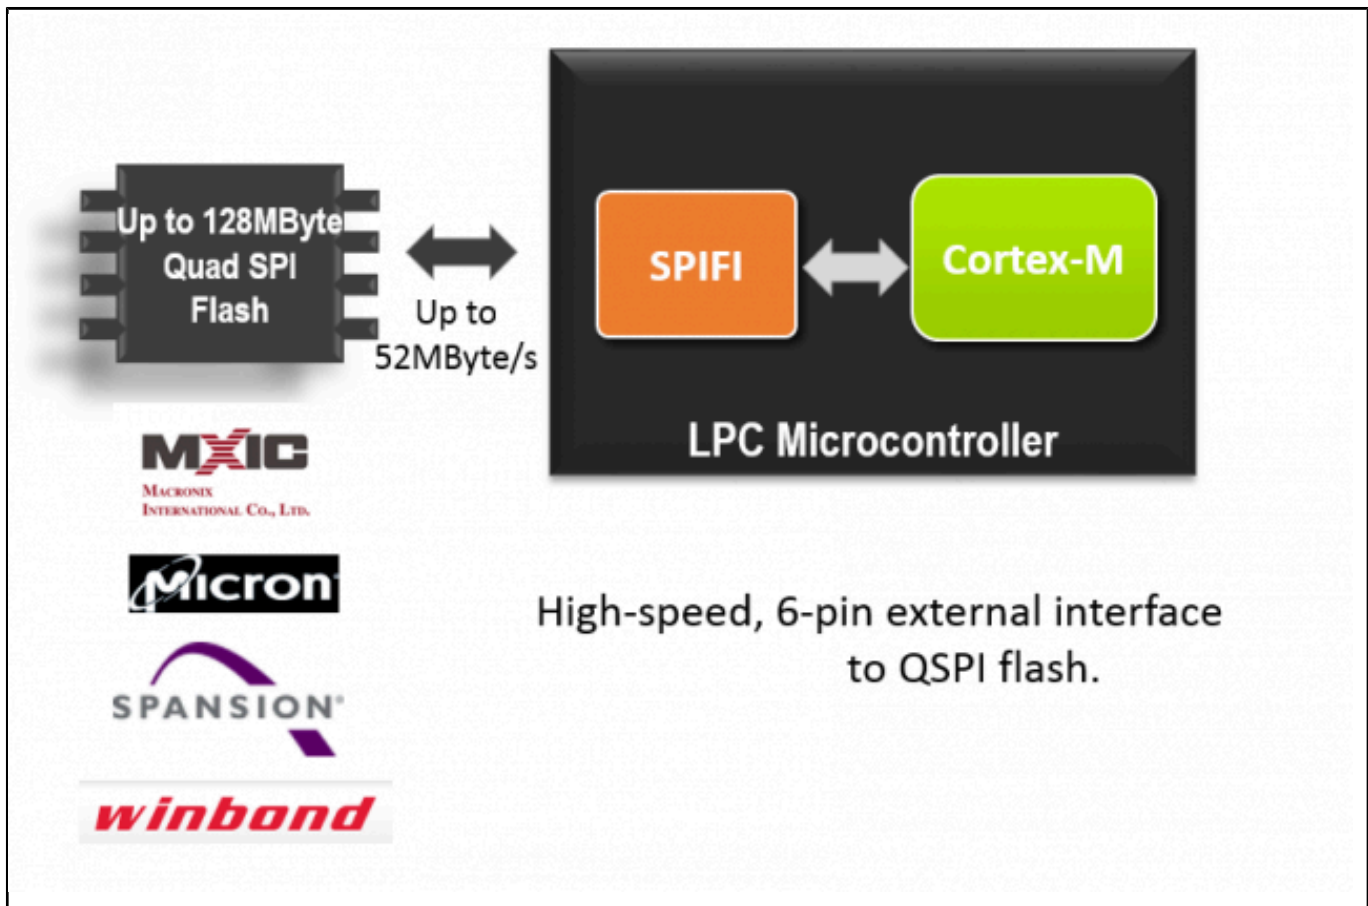 Up to 128MByte
Quad SPI
Flash
Up to
52MByte/s
SPIFI
Cortex-M
LPC Microcontroller
MXIC
MACRONIX
INTERNATIONAL CO., LTD.
Micron
SPANSION®
winbond
High-speed, 6-pin external interface
to QSPI flash.